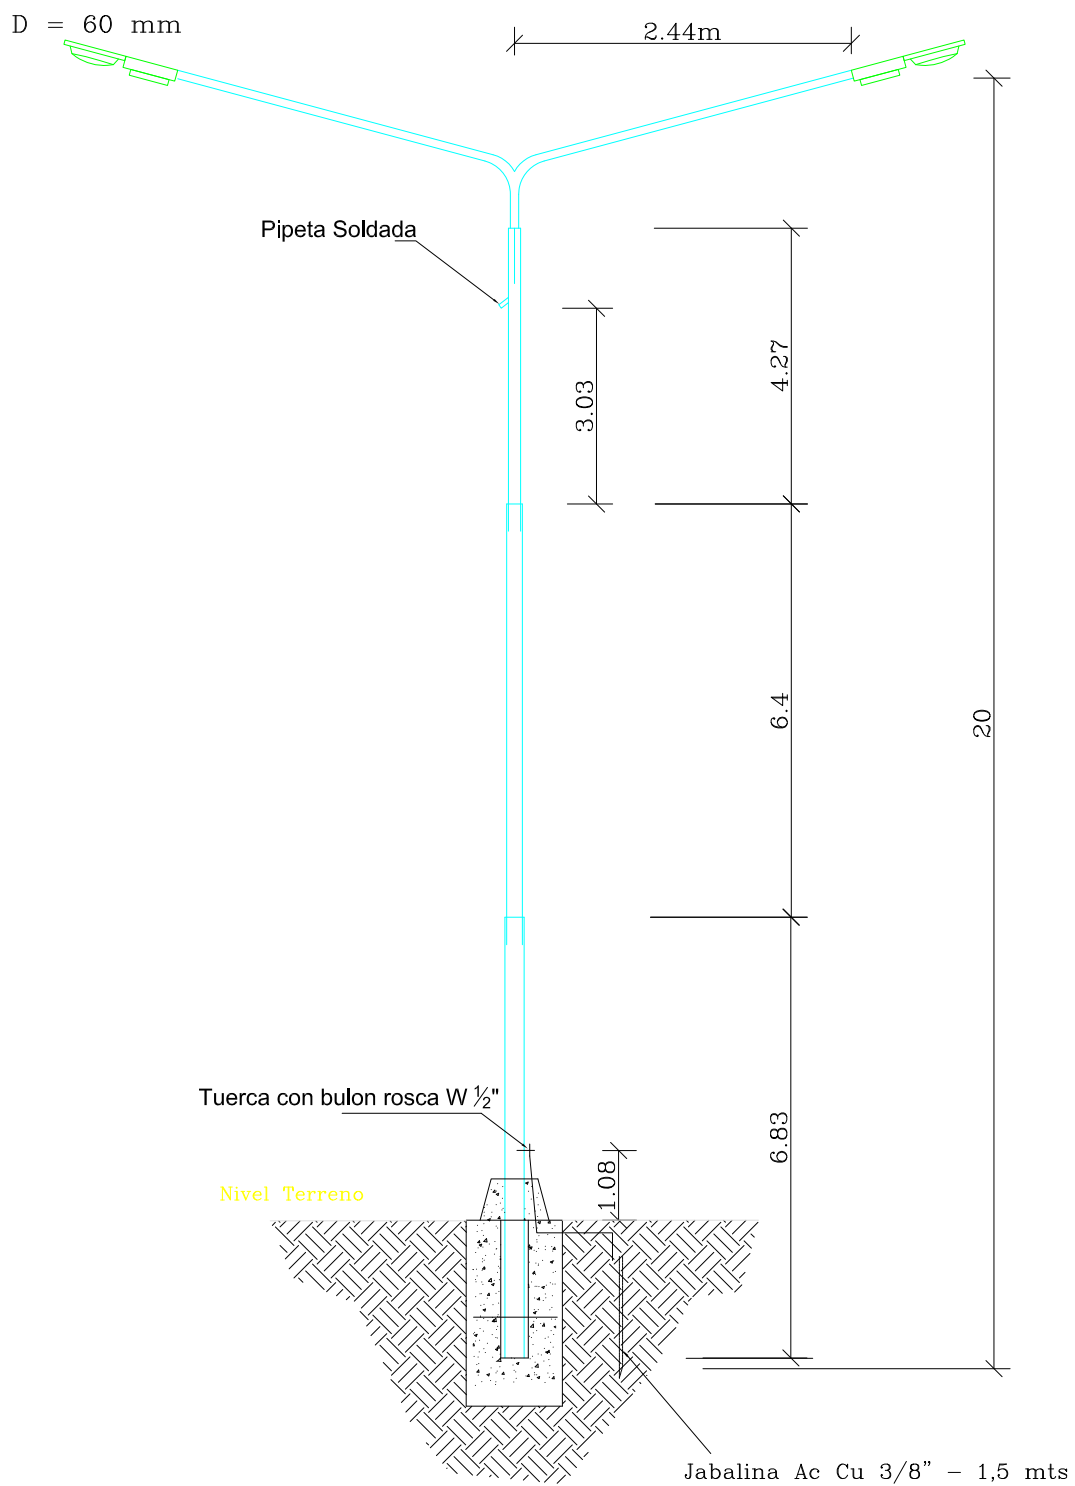 D = 60 mm
2.44m
Pipeta Soldada
4.27
3.03
6.4
20
Tuerca con bulon rosca W ½"
6.83
1.08
Nivel Terreno
Jabalina Ac Cu 3/8" - 1,5 mts